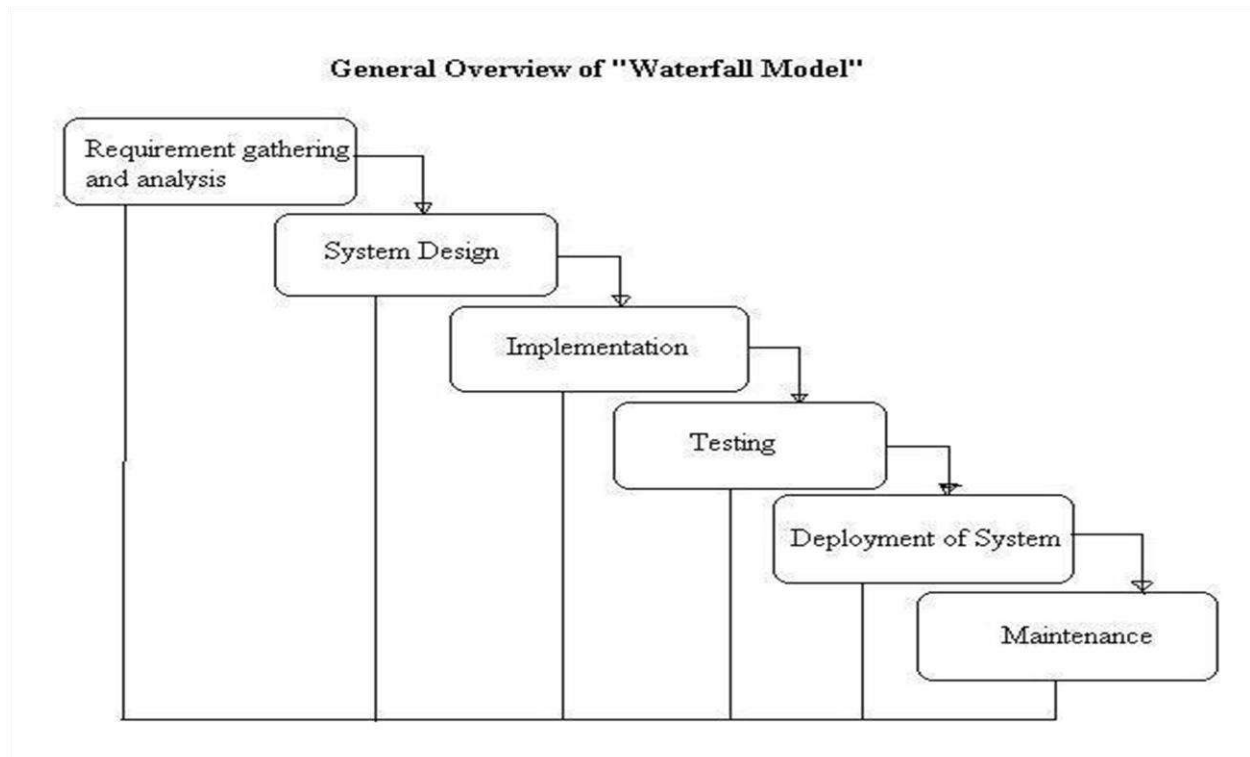 General Overview of "Waterfall Model"
Requirement gathering
and analysis
System Design
Implementation
Testing
Deployment of System
Maintenance